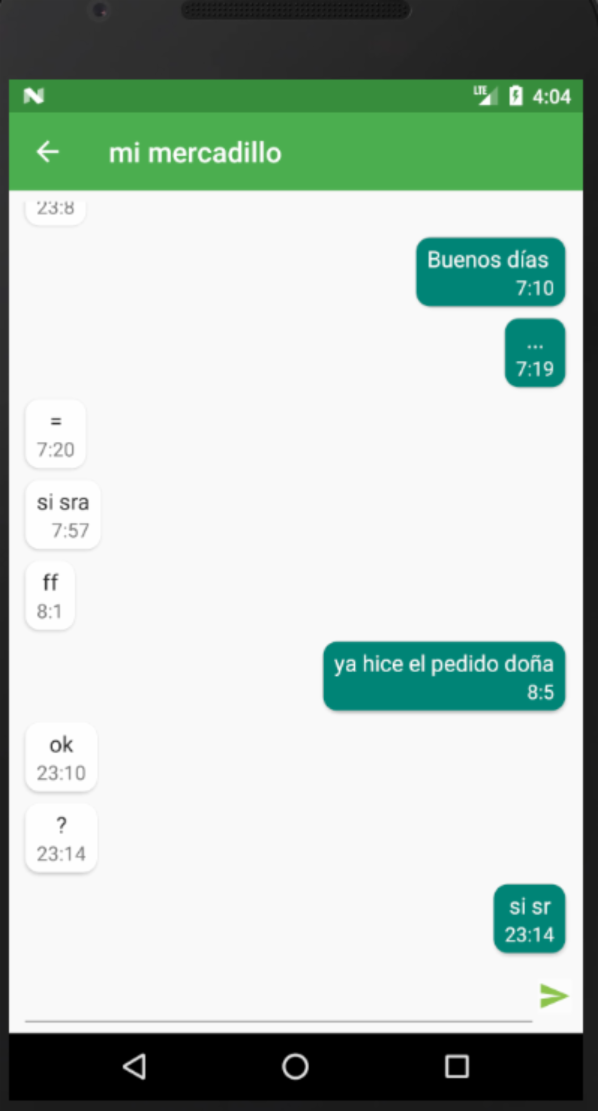 LTE 4:04
mi mercadillo
23:8
Buenos días
7:10
...
7:19
=
7:20
si sra
7:57
ff
8:1
ya hice el pedido doña
8:5
ok
23:10
?
23:14
si sr
23:14